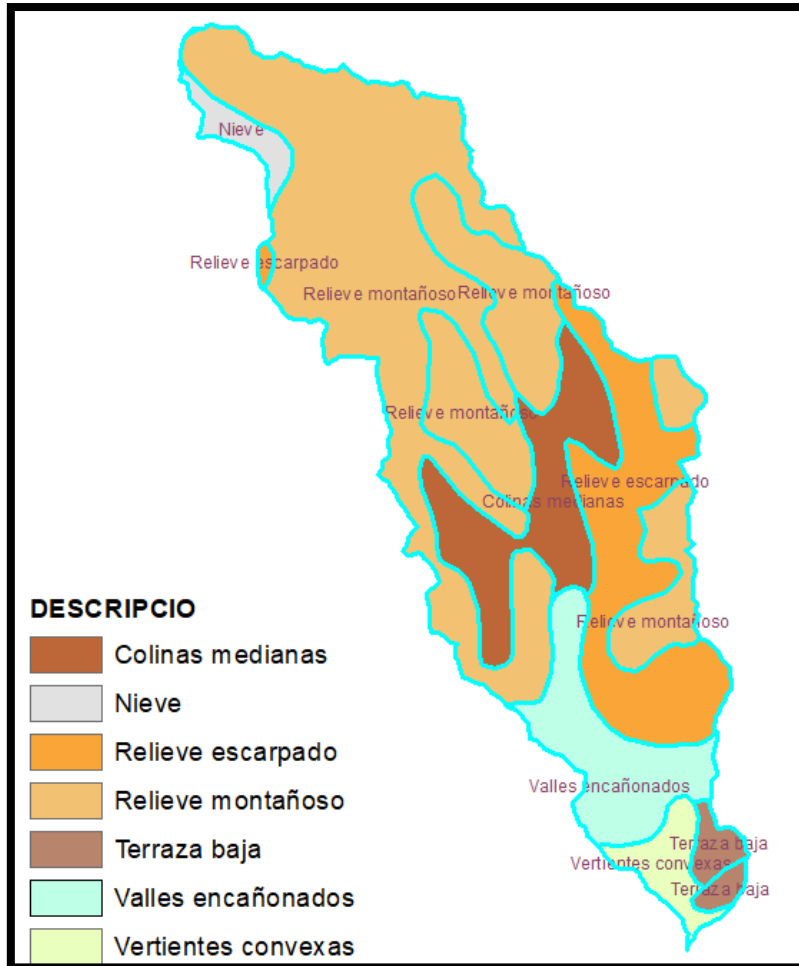 Nieve
Relieve escarpado
Relieve montañoso
Relieve montañoso
Relieve montañoso
Relieve escarpado
Colinas medianas
Relieve montañoso
Valles encañonados
Terraza baja
Vertientes convexas
Terraza baja
DESCRIPCIO
Colinas medianas
Nieve
Relieve escarpado
Relieve montañoso
Terraza baja
Valles encañonados
Vertientes convexas